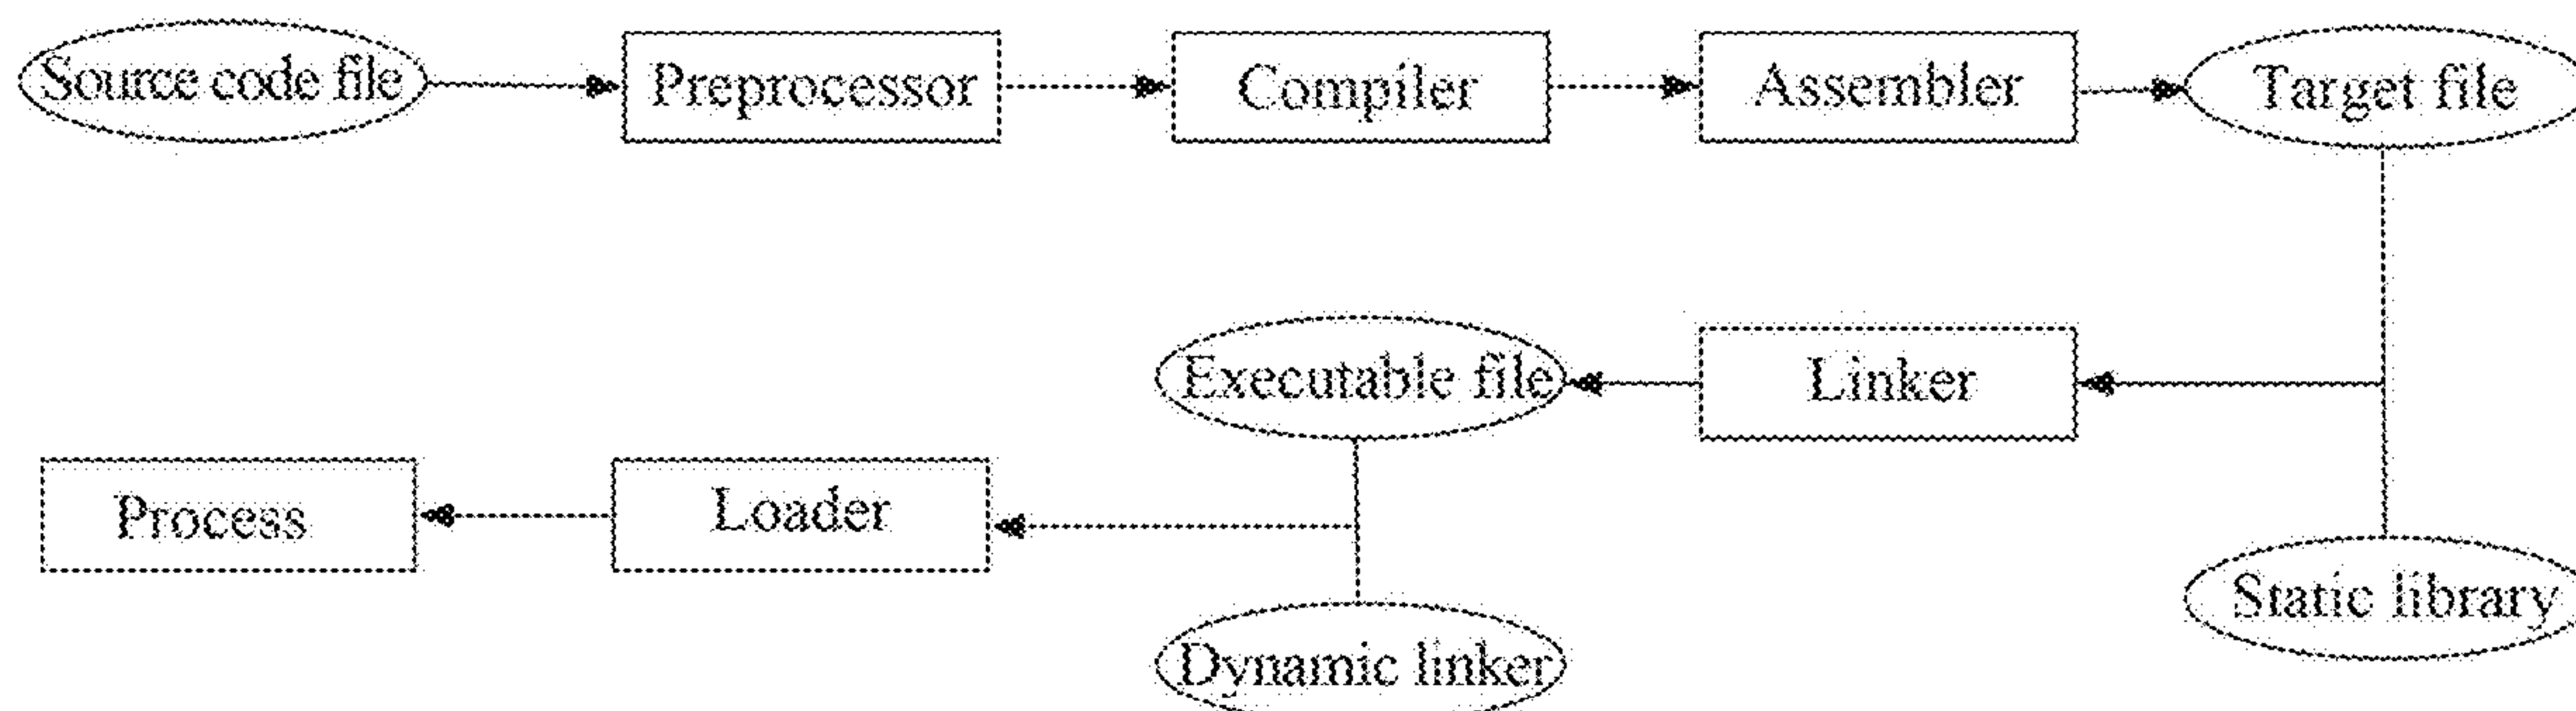 Source code file
Preprocessor
Compiler
Assembler
Target file
Executable file
Linker
Process
Loader
Dynamic linker
Static library